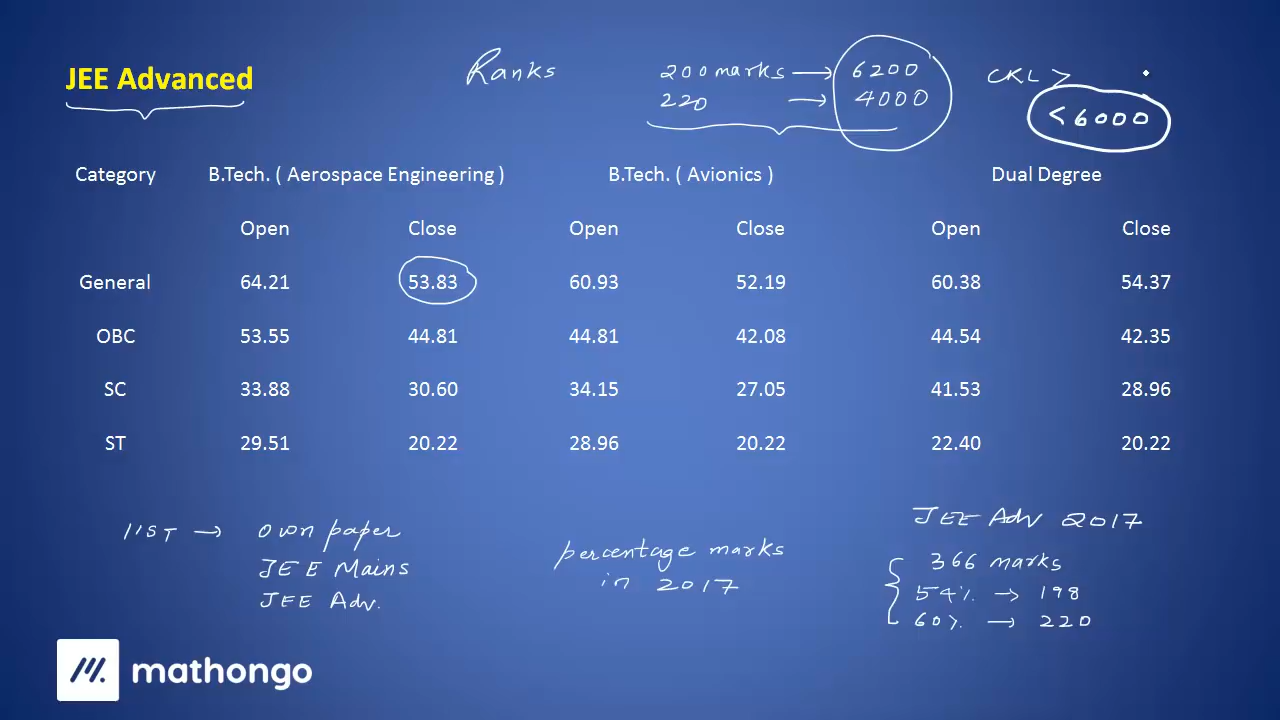 JEE Advanced
Ranks
200 marks → 6200
220 → 4000
CRL >
< 6000
Category B.Tech. ( Aerospace Engineering ) B.Tech. ( Avionics ) Dual Degree
Open Close Open Close Open Close
General 64.21 53.83 60.93 52.19 60.38 54.37
OBC 53.55 44.81 44.81 42.08 44.54 42.35
SC 33.88 30.60 34.15 27.05 41.53 28.96
ST 29.51 20.22 28.96 20.22 22.40 20.22
IIST → own paper
JEE Mains
JEE Adv.
percentage marks
in 2017
JEE Adv 2017
366 marks
54% → 198
60% → 220
mathongo